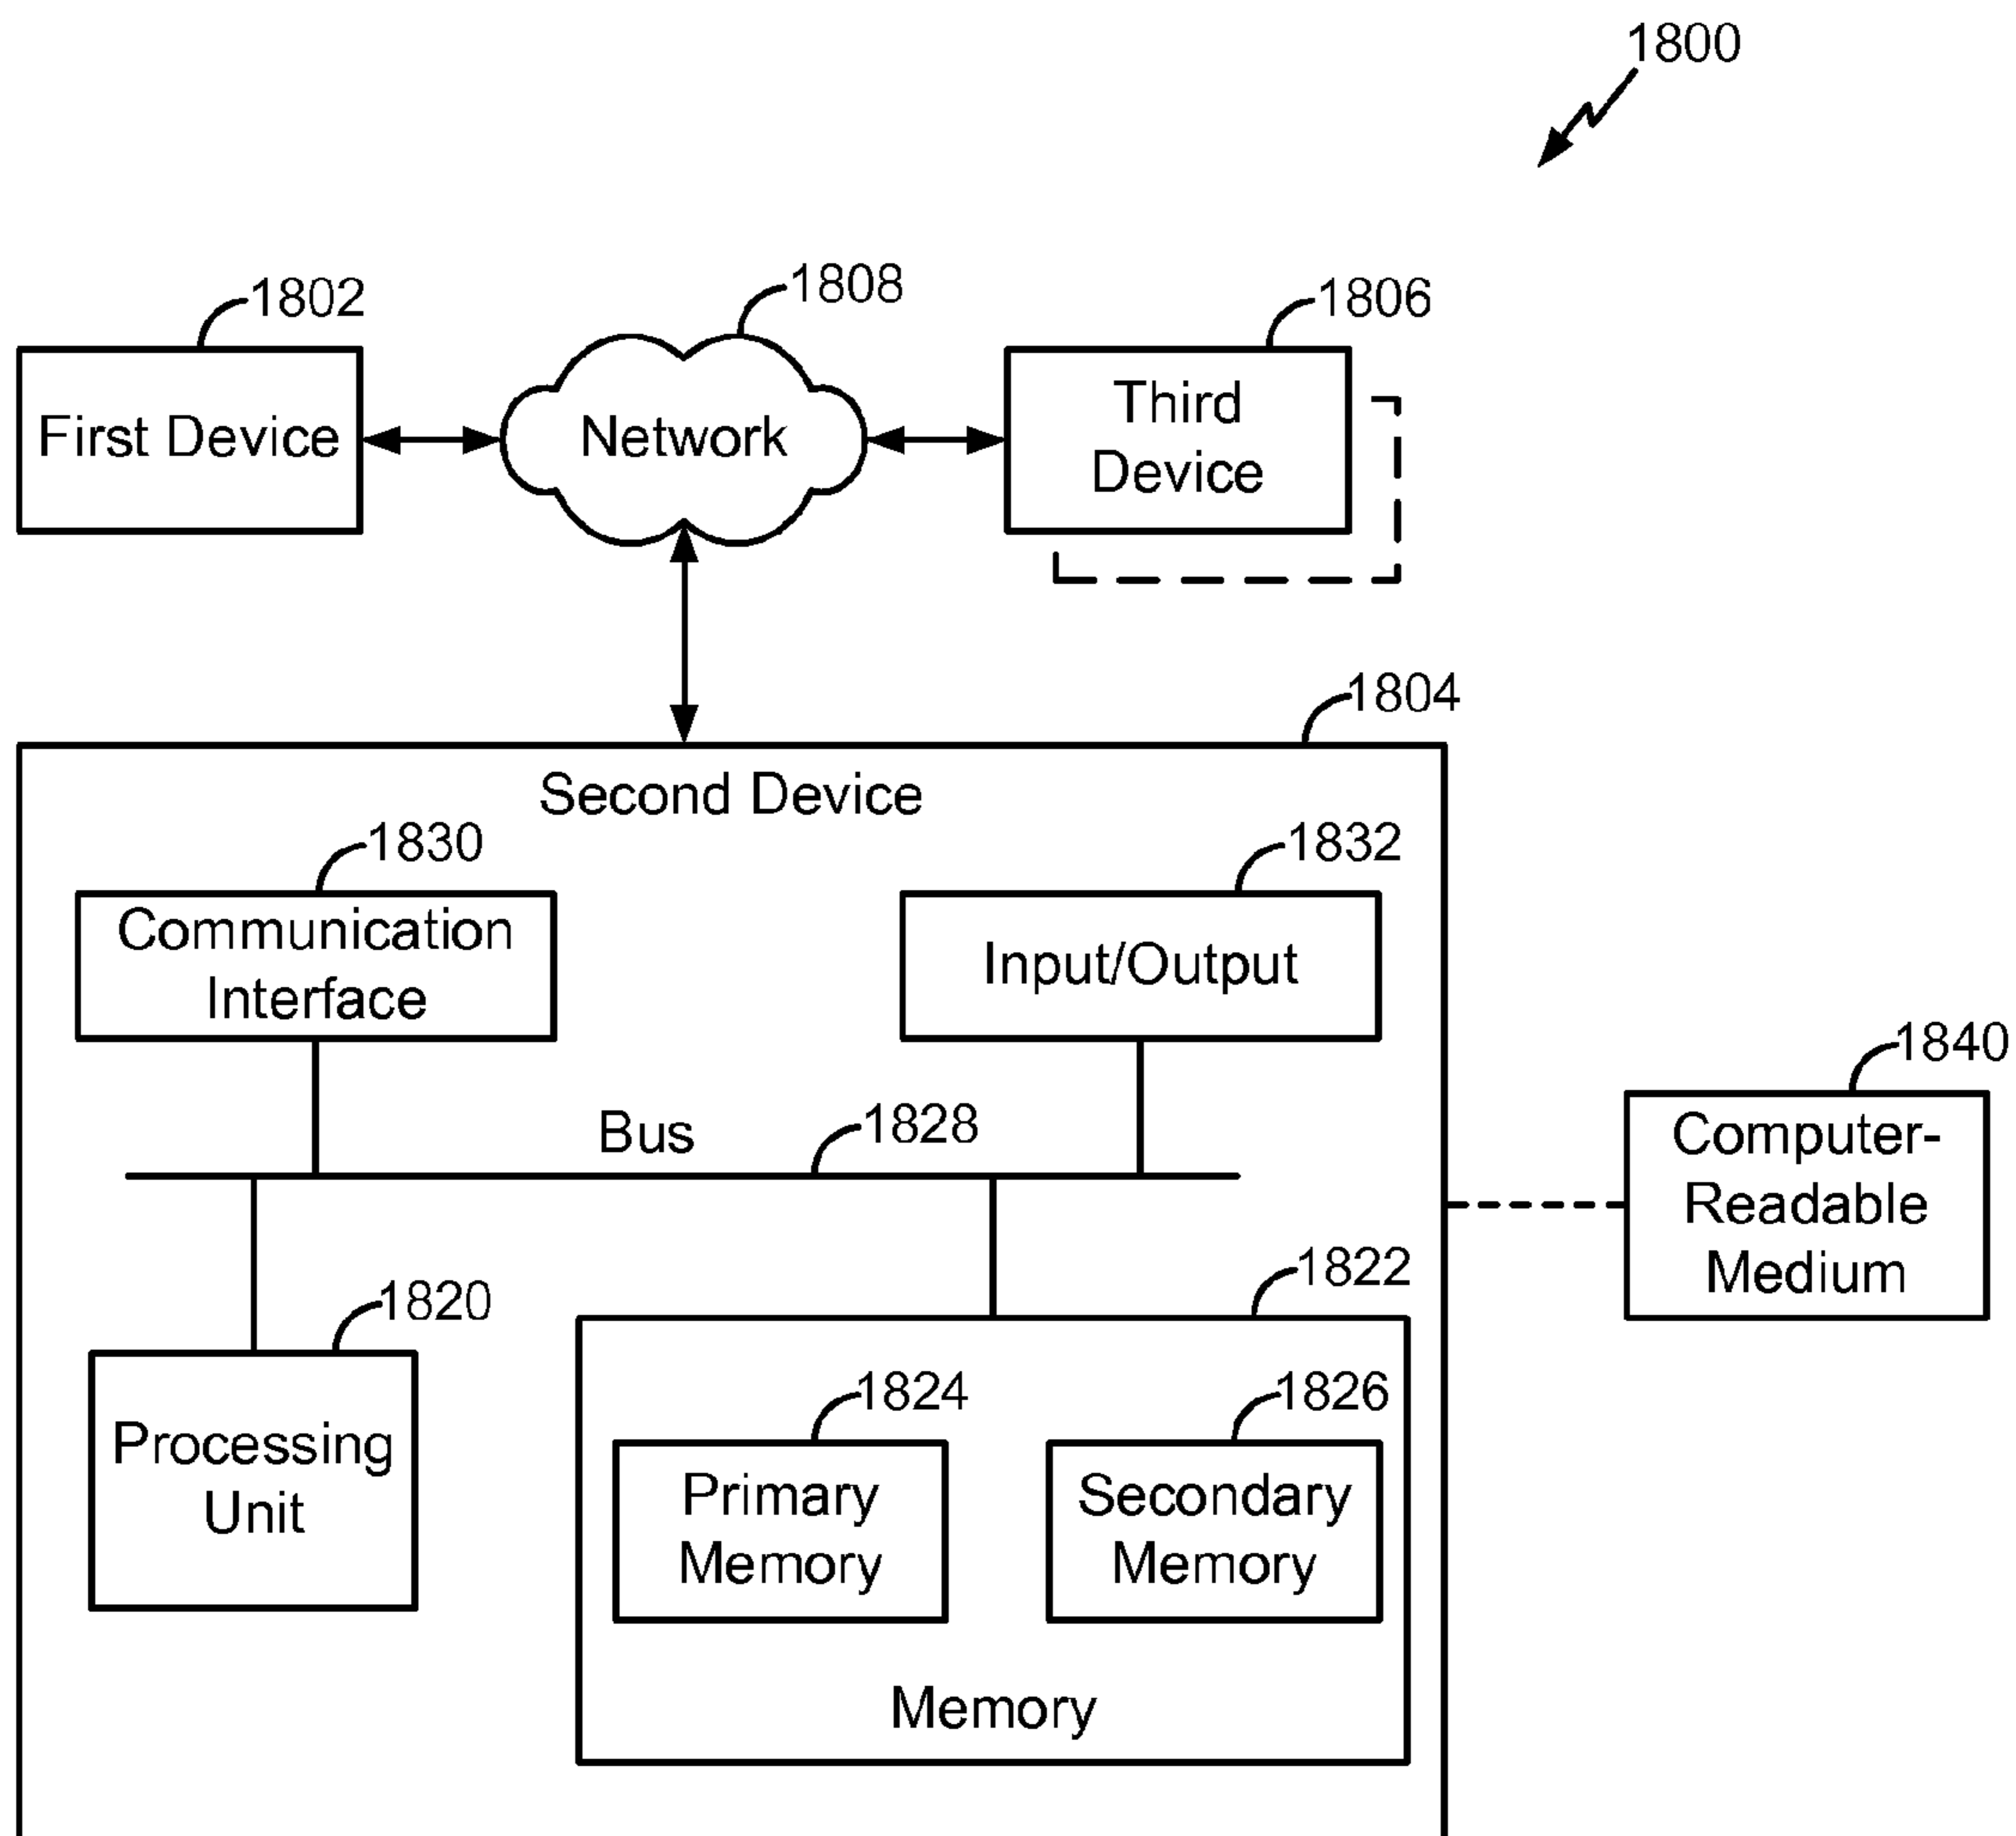 1800
1802
1808
1806
First Device
Network
Third
Device
1804
Second Device
1830
1832
Communication
Interface
Input/Output
1840
Computer-
Readable
Medium
Bus
1828
1820
1822
Processing
Unit
1824
1826
Primary
Memory
Secondary
Memory
Memory